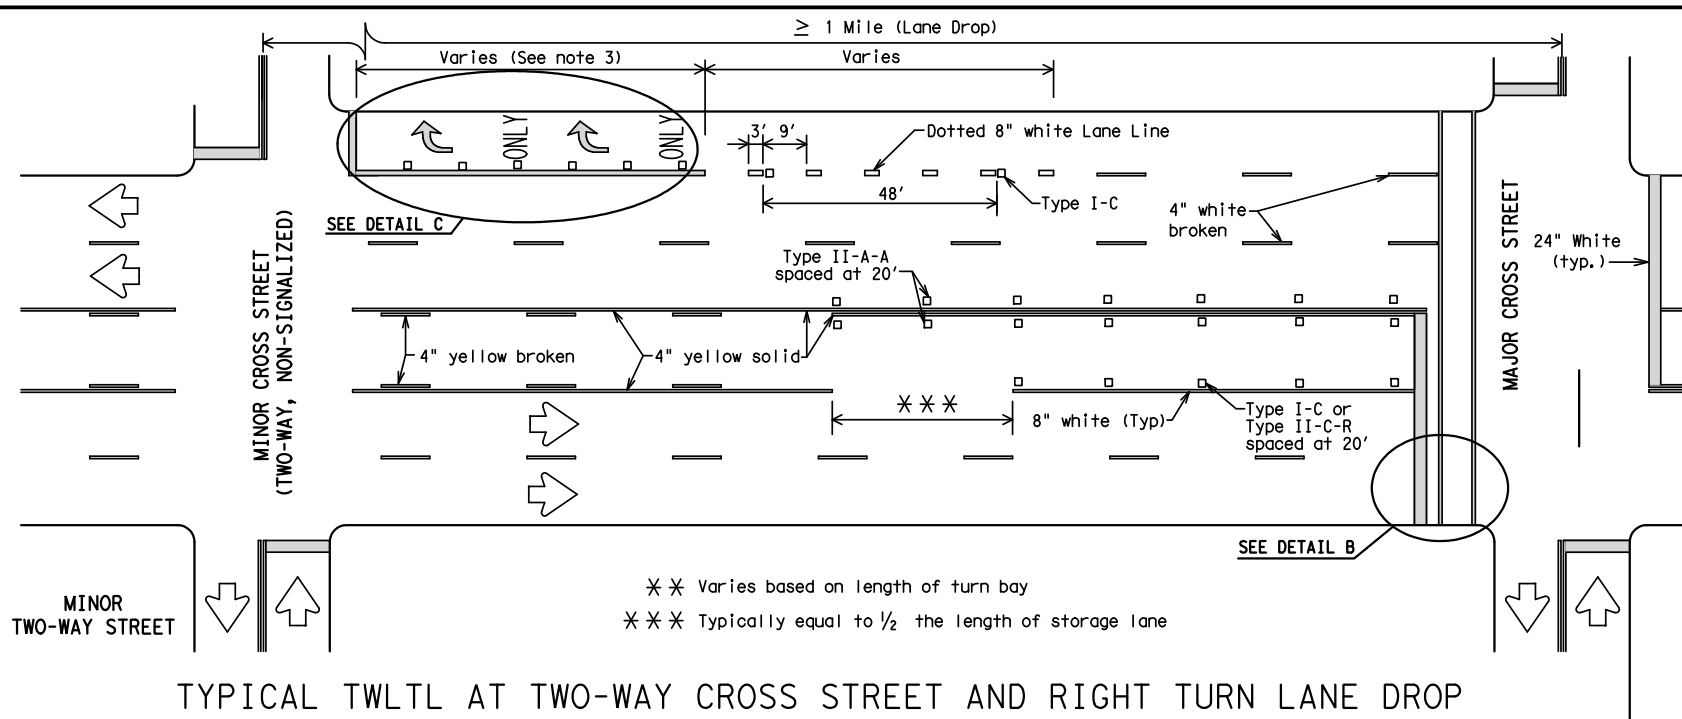 ≥ 1 Mile (Lane Drop)
Varies (See note 3)
Varies
ONLY
ONLY
3' 9'
Dotted 8" white Lane Line
48'
Type I-C
SEE DETAIL C
4" white
broken
24" White
(typ.)
Type II-A-A
spaced at 20'
MINOR CROSS STREET
(TWO-WAY, NON-SIGNALIZED)
MAJOR CROSS STREET
4" yellow broken
4" yellow solid
***
8" white (Typ)
Type I-C or
Type II-C-R
spaced at 20'
SEE DETAIL B
MINOR
TWO-WAY STREET
** Varies based on length of turn bay
*** Typically equal to ½ the length of storage lane
TYPICAL TWLTL AT TWO-WAY CROSS STREET AND RIGHT TURN LANE DROP